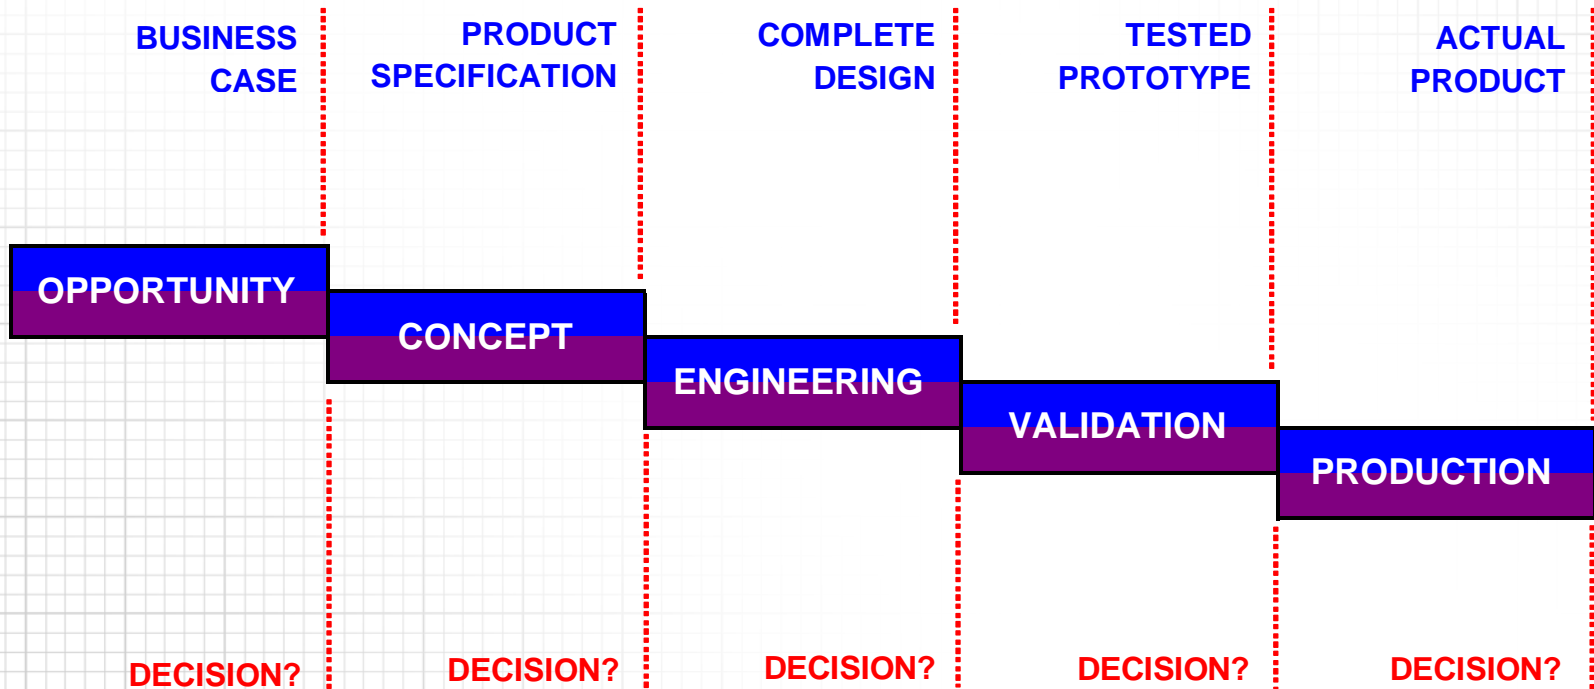 BUSINESS
CASE
PRODUCT
SPECIFICATION
COMPLETE
DESIGN
TESTED
PROTOTYPE
ACTUAL
PRODUCT
OPPORTUNITY
CONCEPT
ENGINEERING
VALIDATION
PRODUCTION
DECISION?
DECISION?
DECISION?
DECISION?
DECISION?